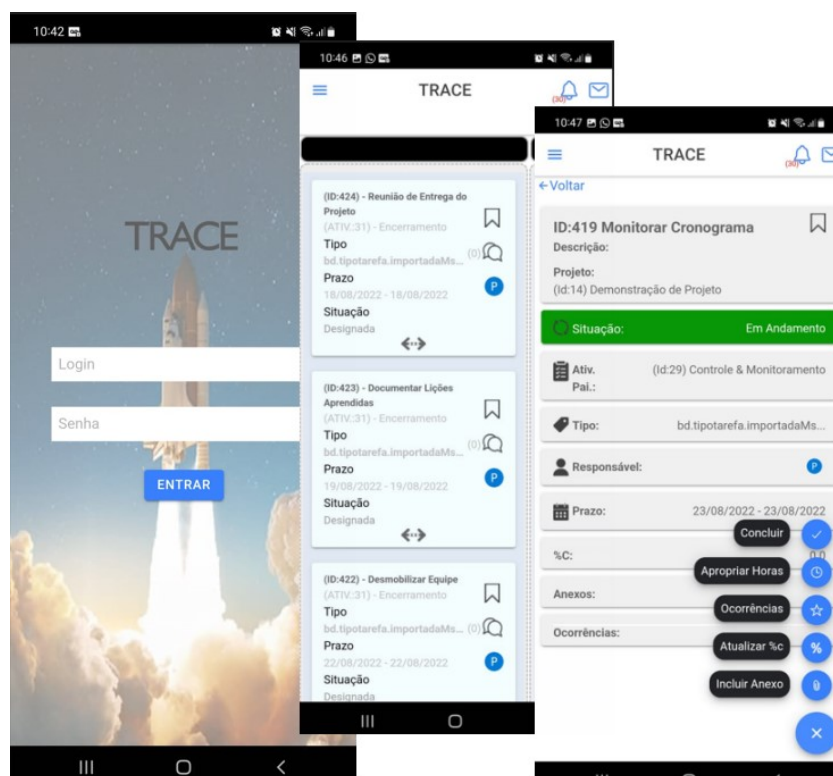 10:42
TRACE
Login
Senha
ENTRAR
10:46
TRACE
(30)
(ID:424) - Reunião de Entrega do
Projeto
(ATIV.:31) - Encerramento
Tipo
(0)
bd.tipotarefa.importadaMs...
Prazo
P
18/08/2022 - 18/08/2022
Situação
Designada
(ID:423) - Documentar Lições
Aprendidas
(ATIV.:31) - Encerramento
Tipo
(0)
bd.tipotarefa.importadaMs...
Prazo
P
19/08/2022 - 19/08/2022
Situação
Designada
(ID:422) - Desmobilizar Equipe
(ATIV.:31) - Encerramento
Tipo
bd.tipotarefa.importadaMs... (0)
Prazo
22/08/2022 - 22/08/2022
P
Situação
Designada
10:47
TRACE
(30)
Voltar
ID:419 Monitorar Cronograma
Descrição:
Projeto:
(Id:14) Demonstração de Projeto
Situação: Em Andamento
Ativ. (Id:29) Controle & Monitoramento
Pai.:
Tipo: bd.tipotarefa.importadaMs...
Responsável: P
Prazo: 23/08/2022 - 23/08/2022
Concluir
%C:
Apropriar Horas
Anexos:
Ocorrências
Ocorrências:
Atualizar %c %
Incluir Anexo